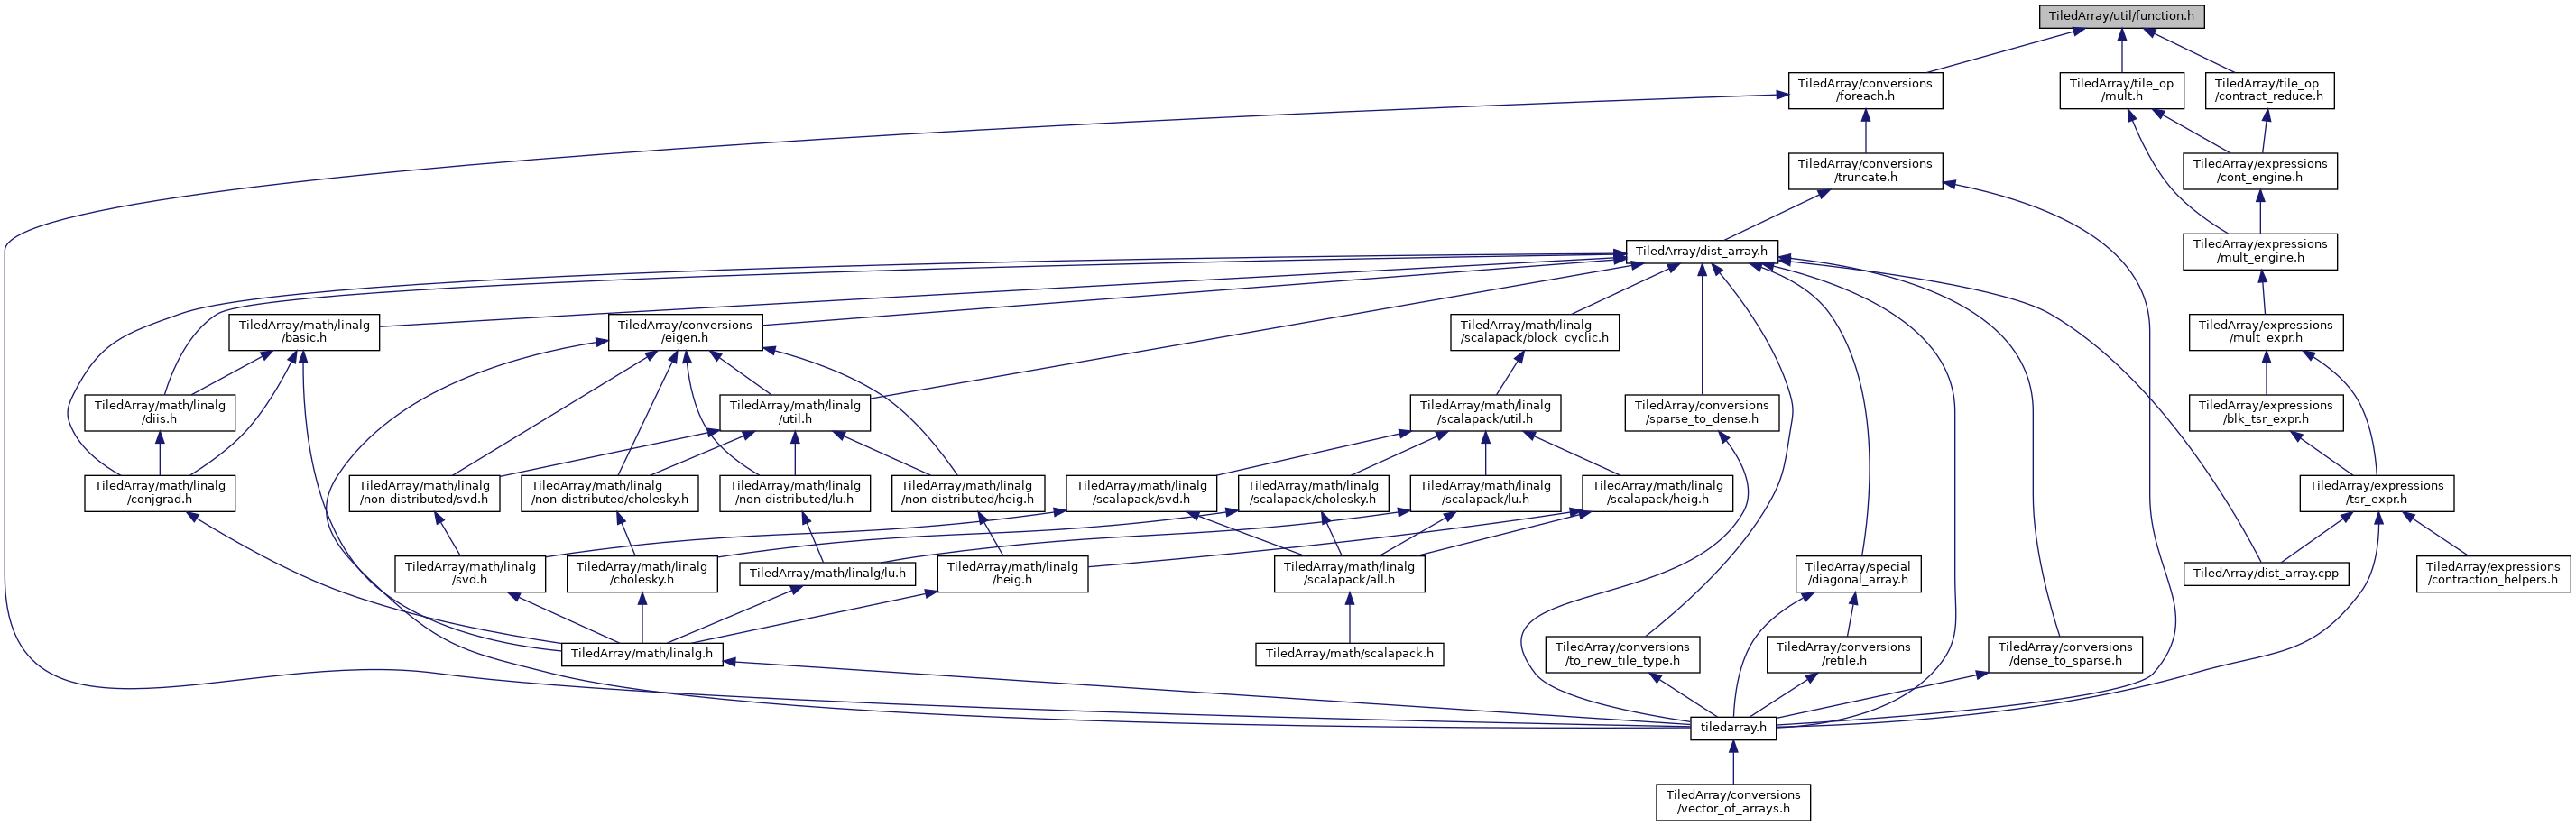 TiledArray/util/function.h
TiledArray/conversions
/foreach.h
TiledArray/tile_op
/mult.h
TiledArray/tile_op
/contract_reduce.h
TiledArray/conversions
/truncate.h
TiledArray/expressions
/cont_engine.h
TiledArray/dist_array.h
TiledArray/expressions
/mult_engine.h
TiledArray/math/linalg
/basic.h
TiledArray/conversions
/eigen.h
TiledArray/math/linalg
/scalapack/block_cyclic.h
TiledArray/expressions
/mult_expr.h
TiledArray/math/linalg
/diis.h
TiledArray/math/linalg
/util.h
TiledArray/math/linalg
/scalapack/util.h
TiledArray/conversions
/sparse_to_dense.h
TiledArray/expressions
/blk_tsr_expr.h
TiledArray/math/linalg
/conjgrad.h
TiledArray/math/linalg
/non-distributed/svd.h
TiledArray/math/linalg
/non-distributed/cholesky.h
TiledArray/math/linalg
/non-distributed/lu.h
TiledArray/math/linalg
/non-distributed/heig.h
TiledArray/math/linalg
/scalapack/svd.h
TiledArray/math/linalg
/scalapack/cholesky.h
TiledArray/math/linalg
/scalapack/lu.h
TiledArray/math/linalg
/scalapack/heig.h
TiledArray/expressions
/tsr_expr.h
TiledArray/math/linalg
/svd.h
TiledArray/math/linalg
/cholesky.h
TiledArray/math/linalg/lu.h
TiledArray/math/linalg
/heig.h
TiledArray/math/linalg
/scalapack/all.h
TiledArray/special
/diagonal_array.h
TiledArray/dist_array.cpp
TiledArray/expressions
/contraction_helpers.h
TiledArray/math/linalg.h
TiledArray/math/scalapack.h
TiledArray/conversions
/to_new_tile_type.h
TiledArray/conversions
/retile.h
TiledArray/conversions
/dense_to_sparse.h
tiledarray.h
TiledArray/conversions
/vector_of_arrays.h